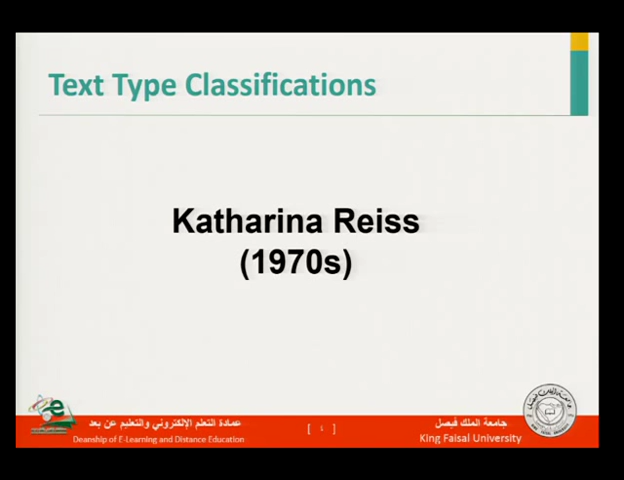 Text Type Classifications
Katharina Reiss
(1970s)
عمادة التعلم الإلكتروني والتعليم عن بعد
Deanship of E-Learning and Distance Education
[ ٤ ]
جامعة الملك فيصل
King Faisal University